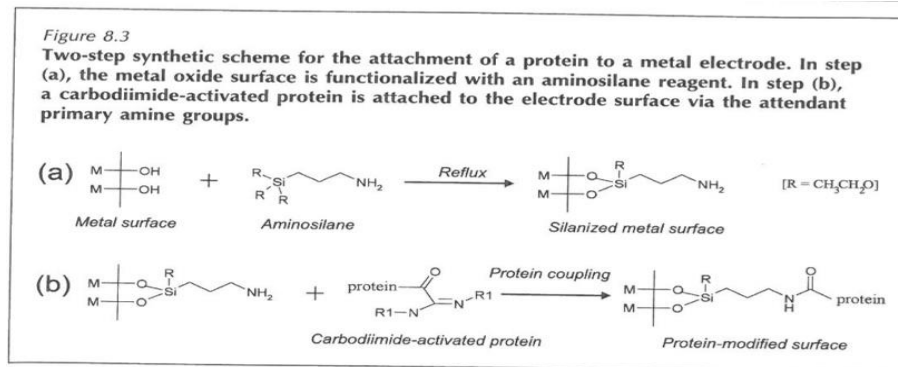 Figure 8.3
Two-step synthetic scheme for the attachment of a protein to a metal electrode. In step
(a), the metal oxide surface is functionalized with an aminosilane reagent. In step (b),
a carbodiimide-activated protein is attached to the electrode surface via the attendant
primary amine groups.
(a) M OH + R Si NH₂ Reflux M O R Si NH₂ [R = CH₃CH₂O]
M OH R R M O
Metal surface Aminosilane Silanized metal surface
(b) M O R Si NH₂ + protein O N R1 Protein coupling M O R Si N H O protein
M O R1-N M O
Carbodiimide-activated protein Protein-modified surface